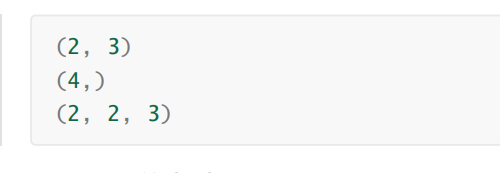 (2, 3)
(4,)
(2, 2, 3)